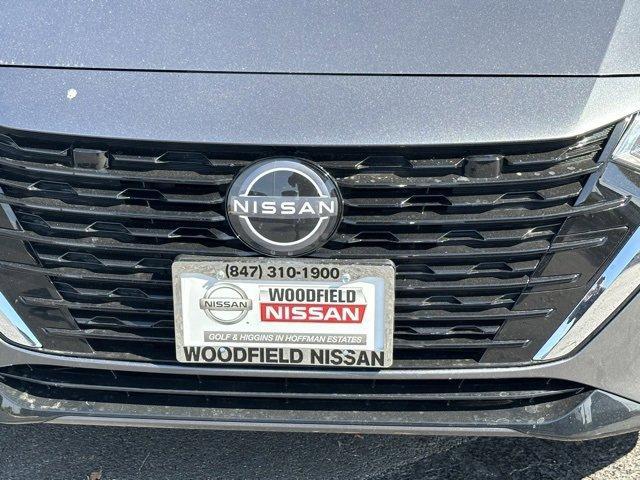 NISSAN
(847) 310-1900
NISSAN
WOODFIELD
NISSAN
GOLF & HIGGINS IN HOFFMAN ESTATES
WOODFIELD NISSAN